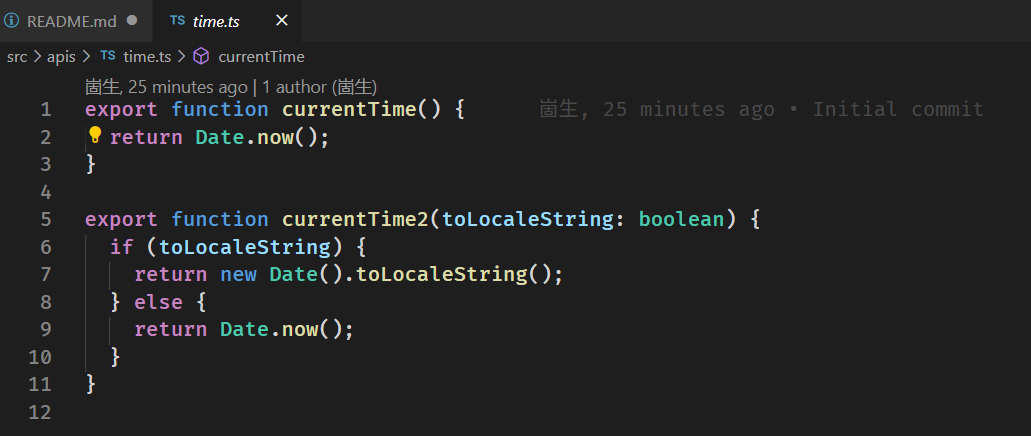 README.md
TS time.ts
src > apis > TS time.ts > currentTime
崮生, 25 minutes ago | 1 author (崮生)
1 export function currentTime() { 崮生, 25 minutes ago • Initial commit
2 return Date.now();
3 }
4
5 export function currentTime2(toLocaleString: boolean) {
6 if (toLocaleString) {
7 return new Date().toLocaleString();
8 } else {
9 return Date.now();
10 }
11 }
12